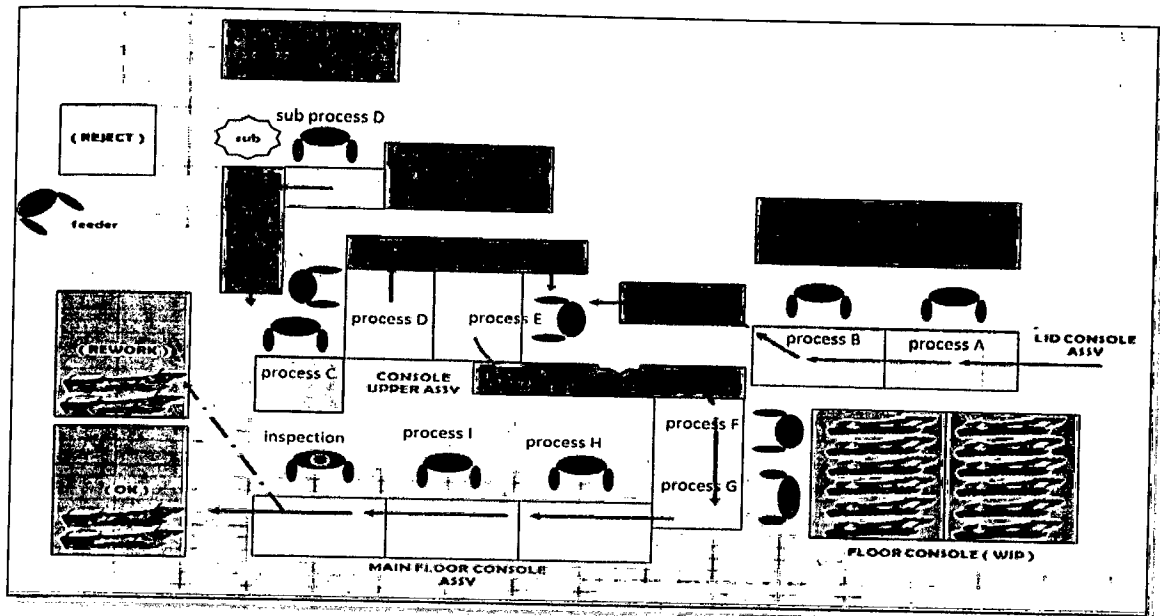 1
sub process D
( REJECT )
sub
feeder
process D
process E
process B
process A
LID CONSOLE
ASSY
( REWORK )
process C
CONSOLE
UPPER ASSY
process F
inspection
process I
process H
process G
( OK )
FLOOR CONSOLE ( WIP )
MAIN FLOOR CONSOLE
ASSY